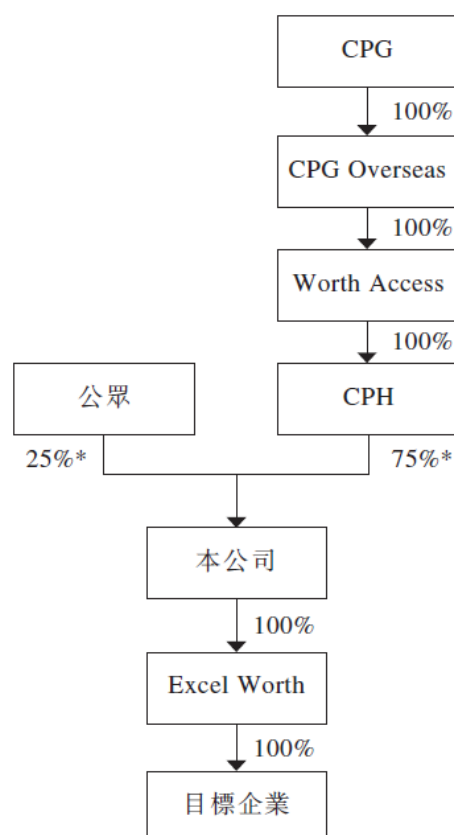 CPG
100%
CPG Overseas
100%
Worth Access
100%
公眾
CPH
25%*
75%*
本公司
100%
Excel Worth
100%
目標企業